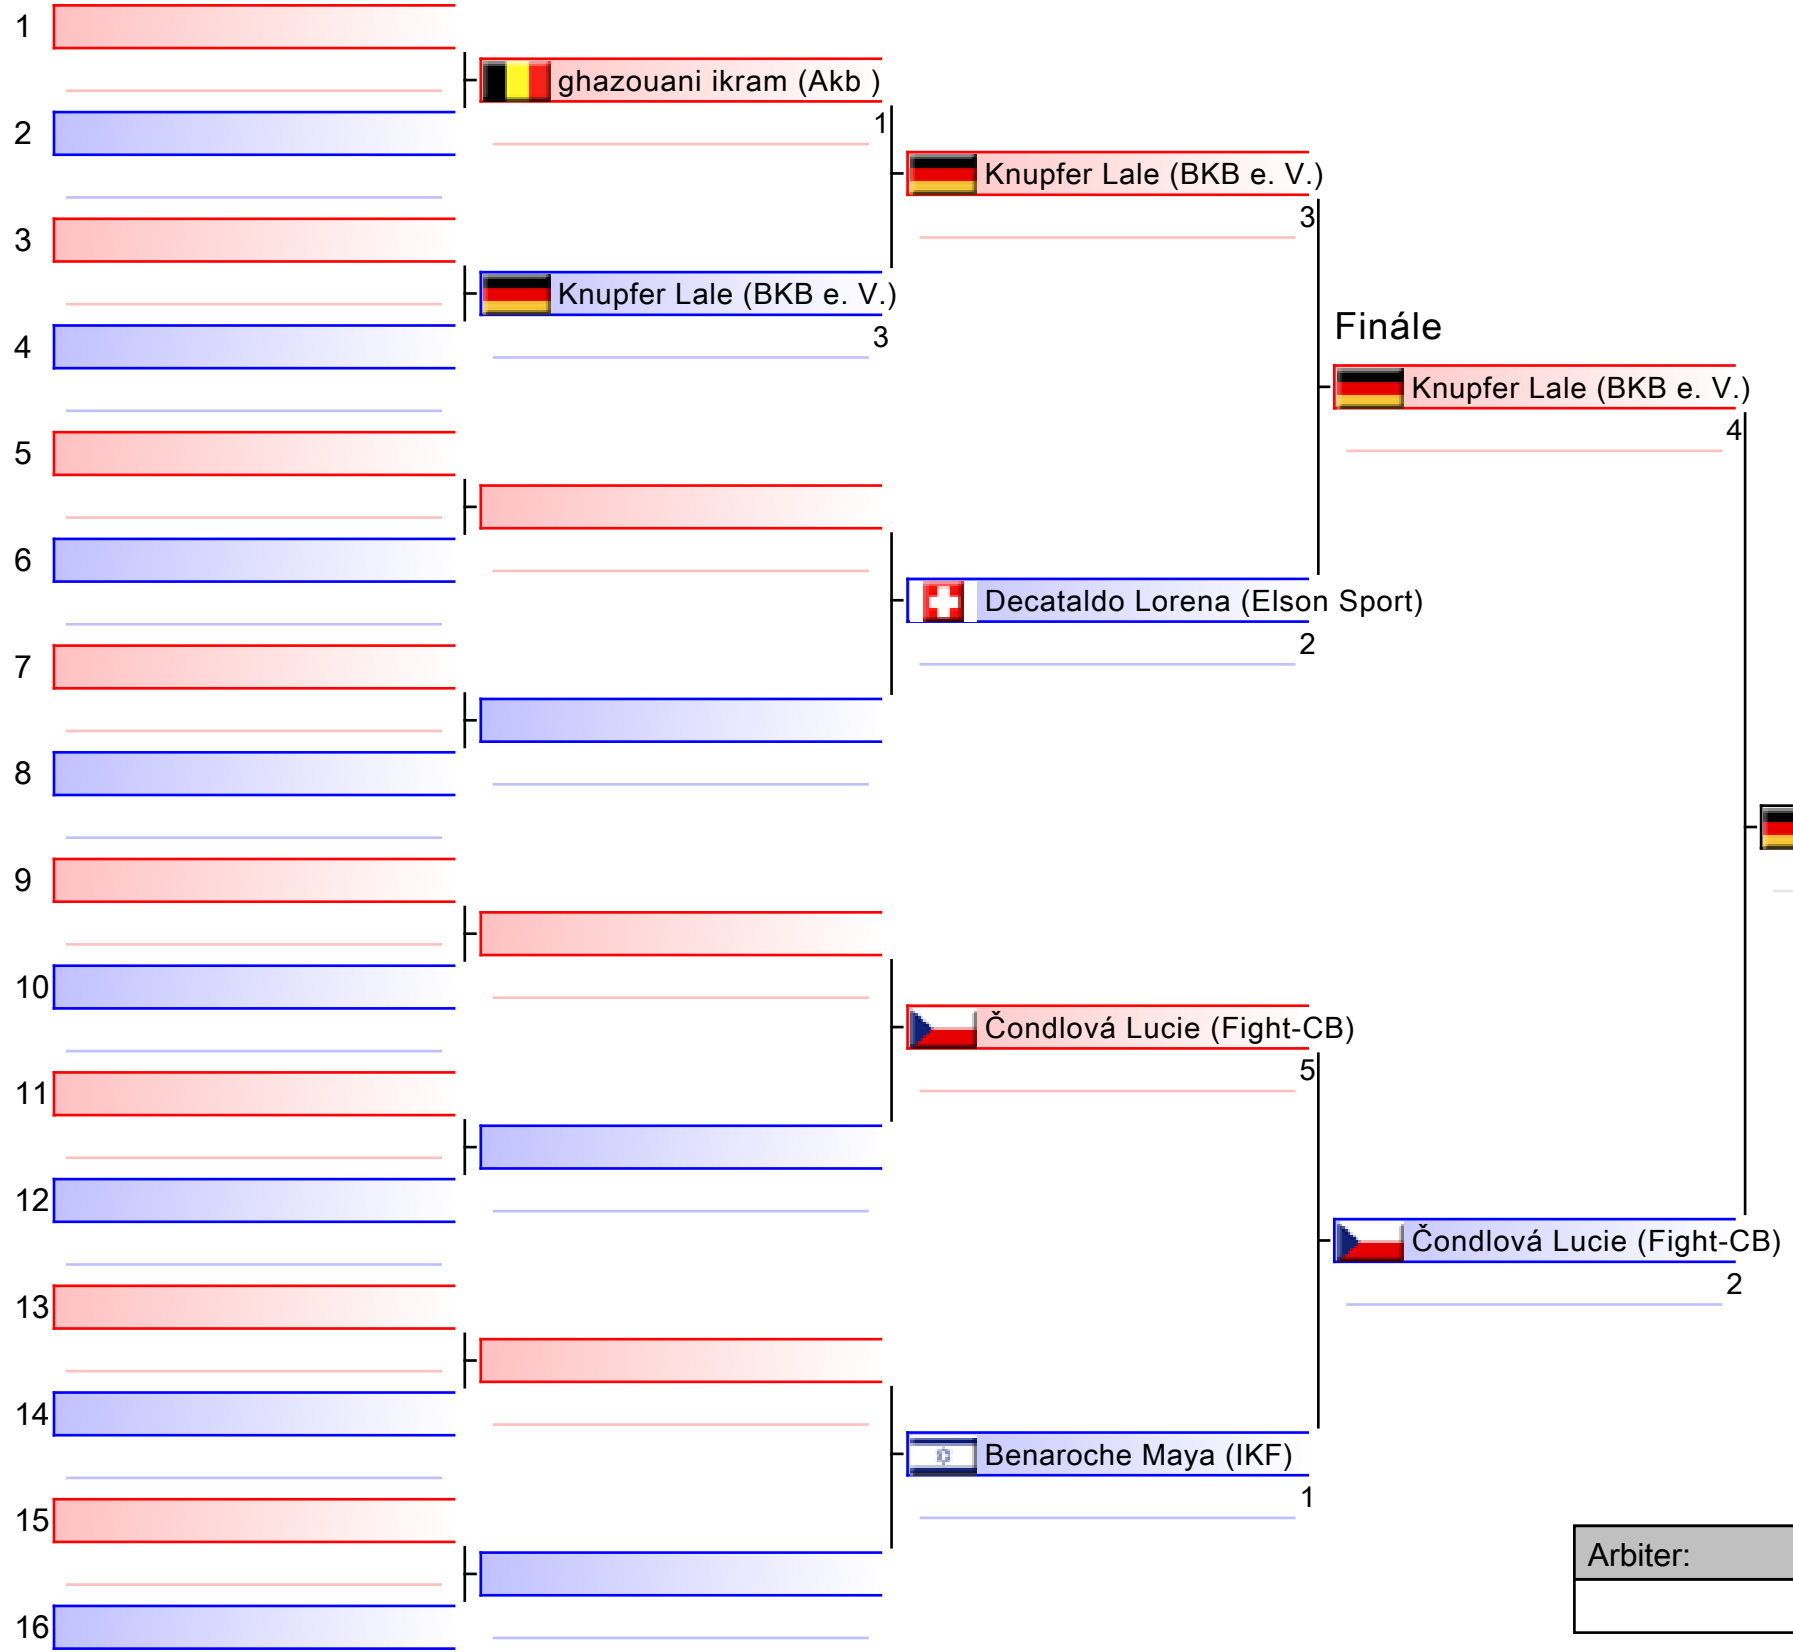 1
ghazouani ikram (Akb )
1
2
Knupfer Lale (BKB e. V.)
3
3
Knupfer Lale (BKB e. V.)
3
4
Finále
Knupfer Lale (BKB e. V.)
4
5
6
Decataldo Lorena (Elson Sport)
2
7
8
9
10
Čondlová Lucie (Fight-CB)
5
11
12
Čondlová Lucie (Fight-CB)
2
13
14
Benaroche Maya (IKF)
1
15
Arbiter:
16